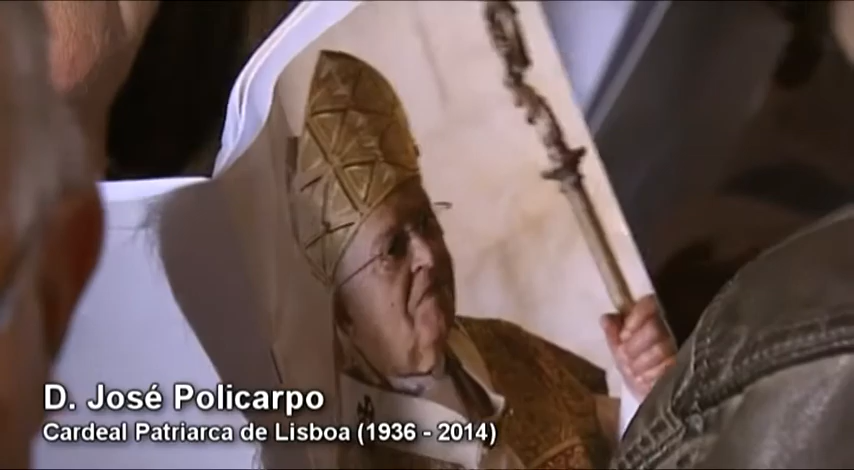 D. José Policarpo
Cardeal Patriarca de Lisboa (1936 - 2014)